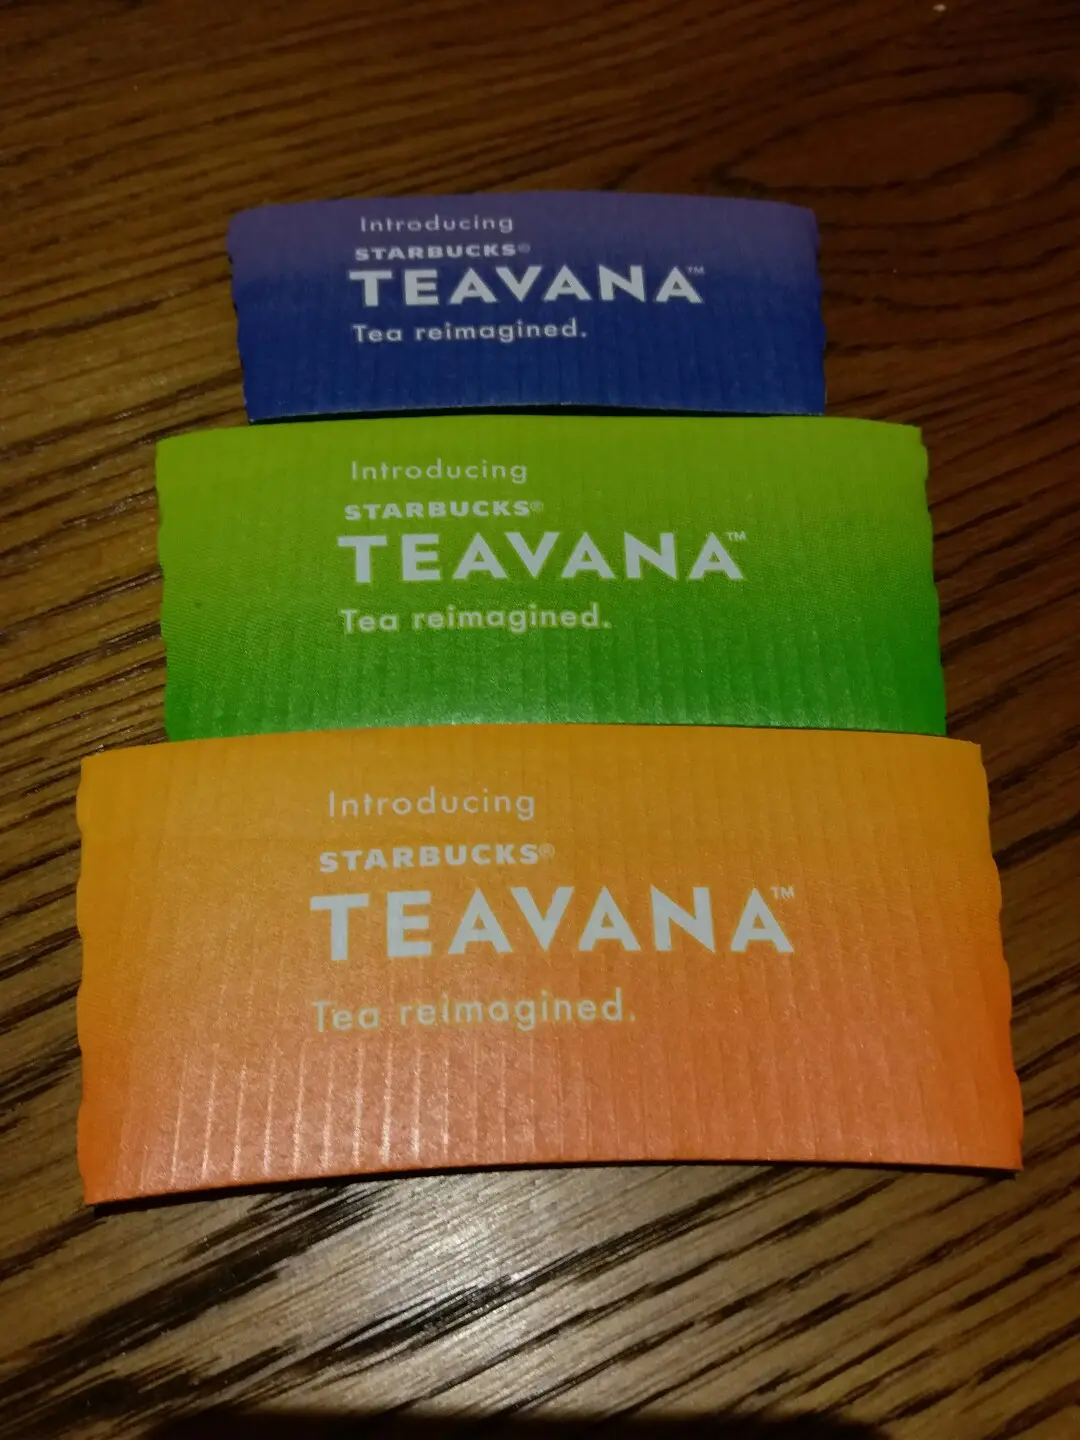 Introducing
STARBUCKS®
TEAVANA™
Tea reimagined.
Introducing
STARBUCKS®
TEAVANA™
Tea reimagined.
Introducing
STARBUCKS®
TEAVANA™
Tea reimagined.